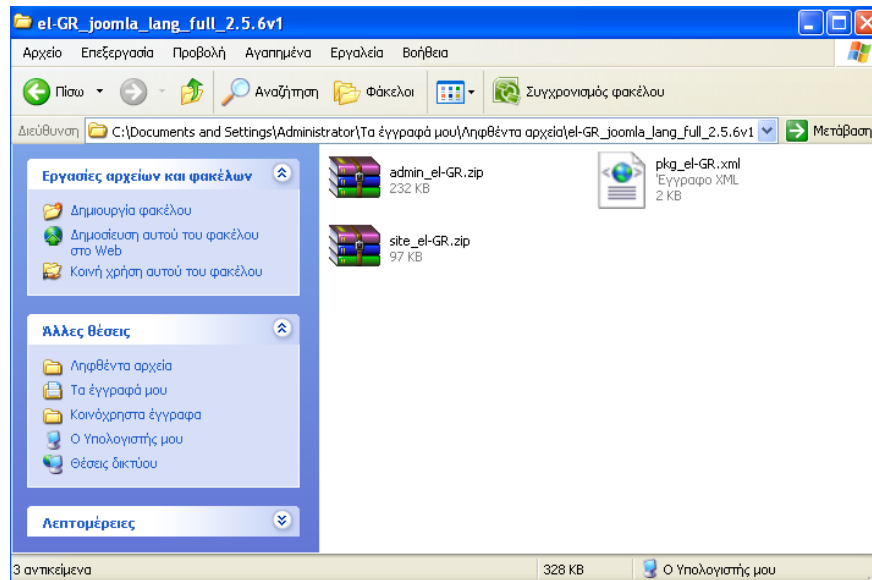 el-GR_joomla_lang_full_2.5.6v1
Αρχείο Επεξεργασία Προβολή Αγαπημένα Εργαλεία Βοήθεια
Πίσω Αναζήτηση Φάκελοι Συγχρονισμός φακέλου
Διεύθυνση C:\Documents and Settings\Administrator\Τα έγγραφά μου\Ληφθέντα αρχεία\el-GR_joomla_lang_full_2.5.6v1 Μετάβαση
Εργασίες αρχείων και φακέλων
Δημιουργία φακέλου
Δημοσίευση αυτού του φακέλου
στο Web
Κοινή χρήση αυτού του φακέλου
Άλλες θέσεις
Ληφθέντα αρχεία
Τα έγγραφά μου
Κοινόχρηστα έγγραφα
Ο Υπολογιστής μου
Θέσεις δικτύου
Λεπτομέρειες
admin_el-GR.zip
232 KB
pkg_el-GR.xml
Έγγραφο XML
2 KB
site_el-GR.zip
97 KB
3 αντικείμενα 328 KB Ο Υπολογιστής μου